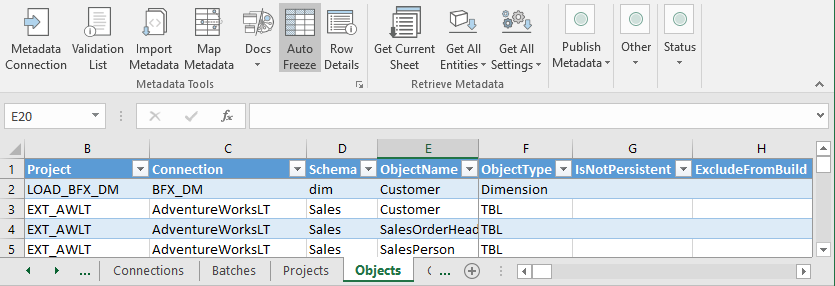 Metadata Connection Validation List Import Metadata Map Metadata Docs Auto Freeze Row Details Get Current Sheet Get All Entities Get All Settings Publish Metadata Other Status
Metadata Tools Retrieve Metadata
E20 fx
B C D E F G H
1 Project Connection Schema ObjectName ObjectType IsNotPersistent ExcludeFromBuild
2 LOAD_BFX_DM BFX_DM dim Customer Dimension
3 EXT_AWLT AdventureWorksLT Sales Customer TBL
4 EXT_AWLT AdventureWorksLT Sales SalesOrderHead TBL
5 EXT_AWLT AdventureWorksLT Sales SalesPerson TBL
... Connections Batches Projects Objects ...